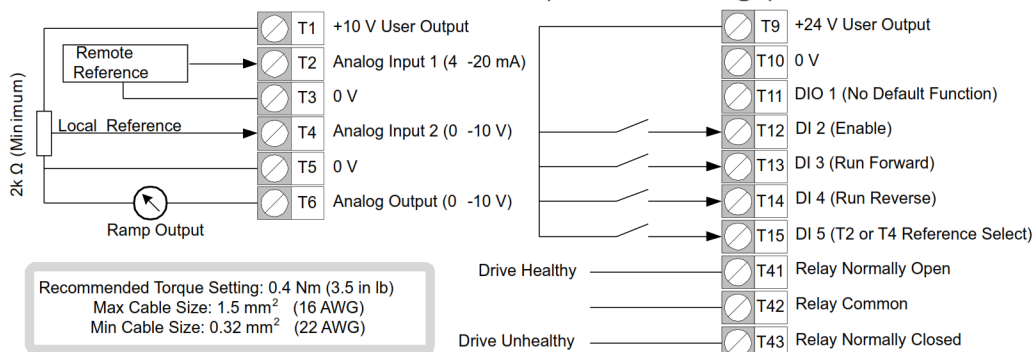 T1 +10 V User Output
Remote
Reference
T2 Analog Input 1 (4 -20 mA)
T3 0 V
2k Ω (Minimum)
Local Reference
T4 Analog Input 2 (0 -10 V)
T5 0 V
T6 Analog Output (0 -10 V)
Ramp Output
Recommended Torque Setting: 0.4 Nm (3.5 in lb)
Max Cable Size: 1.5 mm² (16 AWG)
Min Cable Size: 0.32 mm² (22 AWG)
T9 +24 V User Output
T10 0 V
T11 DIO 1 (No Default Function)
T12 DI 2 (Enable)
T13 DI 3 (Run Forward)
T14 DI 4 (Run Reverse)
T15 DI 5 (T2 or T4 Reference Select)
Drive Healthy T41 Relay Normally Open
T42 Relay Common
Drive Unhealthy T43 Relay Normally Closed